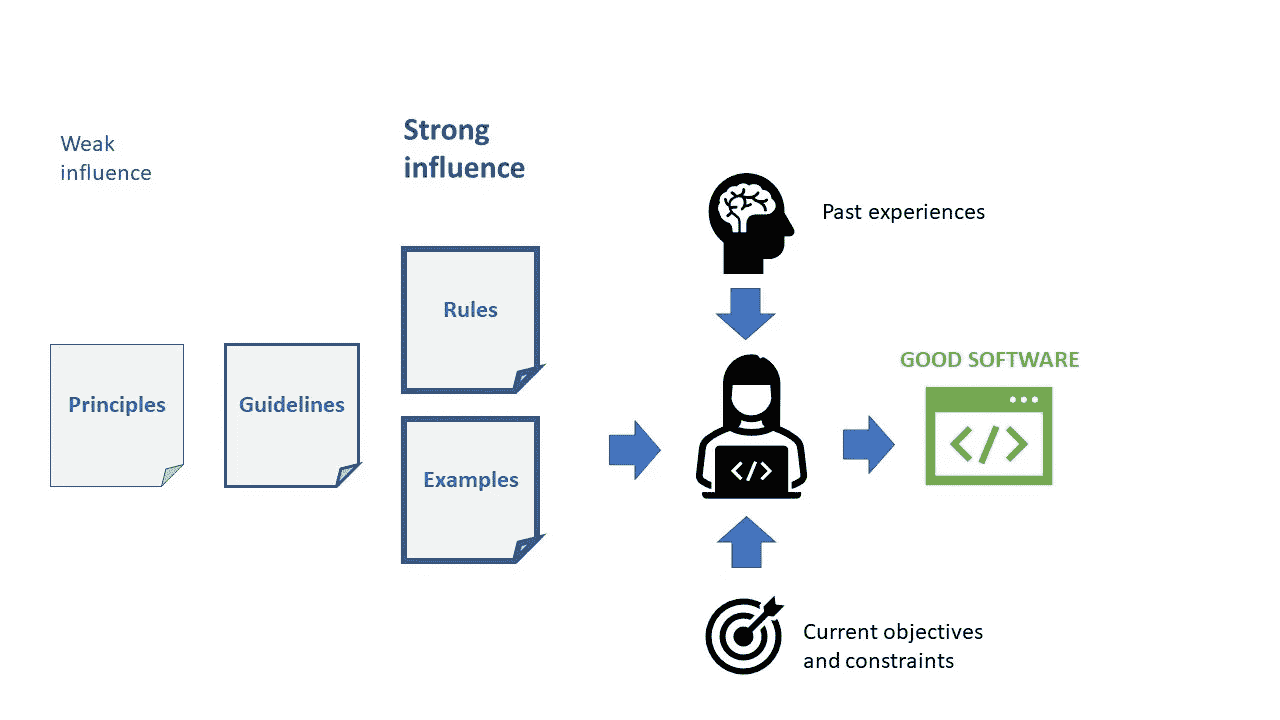 Weak
influence
Strong
influence
Principles
Guidelines
Rules
Examples
Past experiences
</>
GOOD SOFTWARE
</>
Current objectives
and constraints